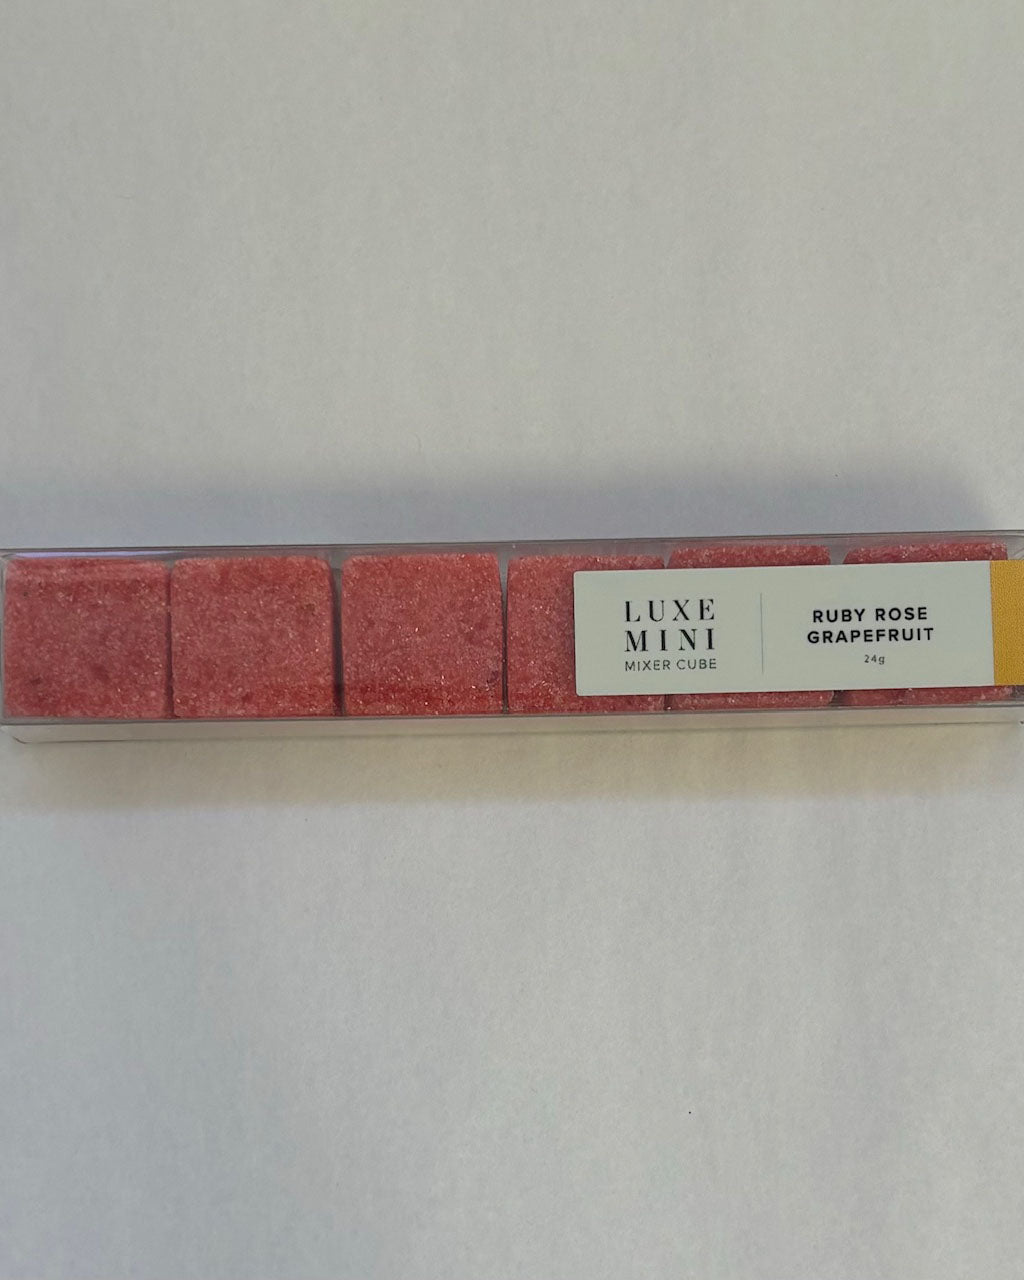 LUXE
MINI
MIXER CUBE
RUBY ROSE
GRAPEFRUIT
24g